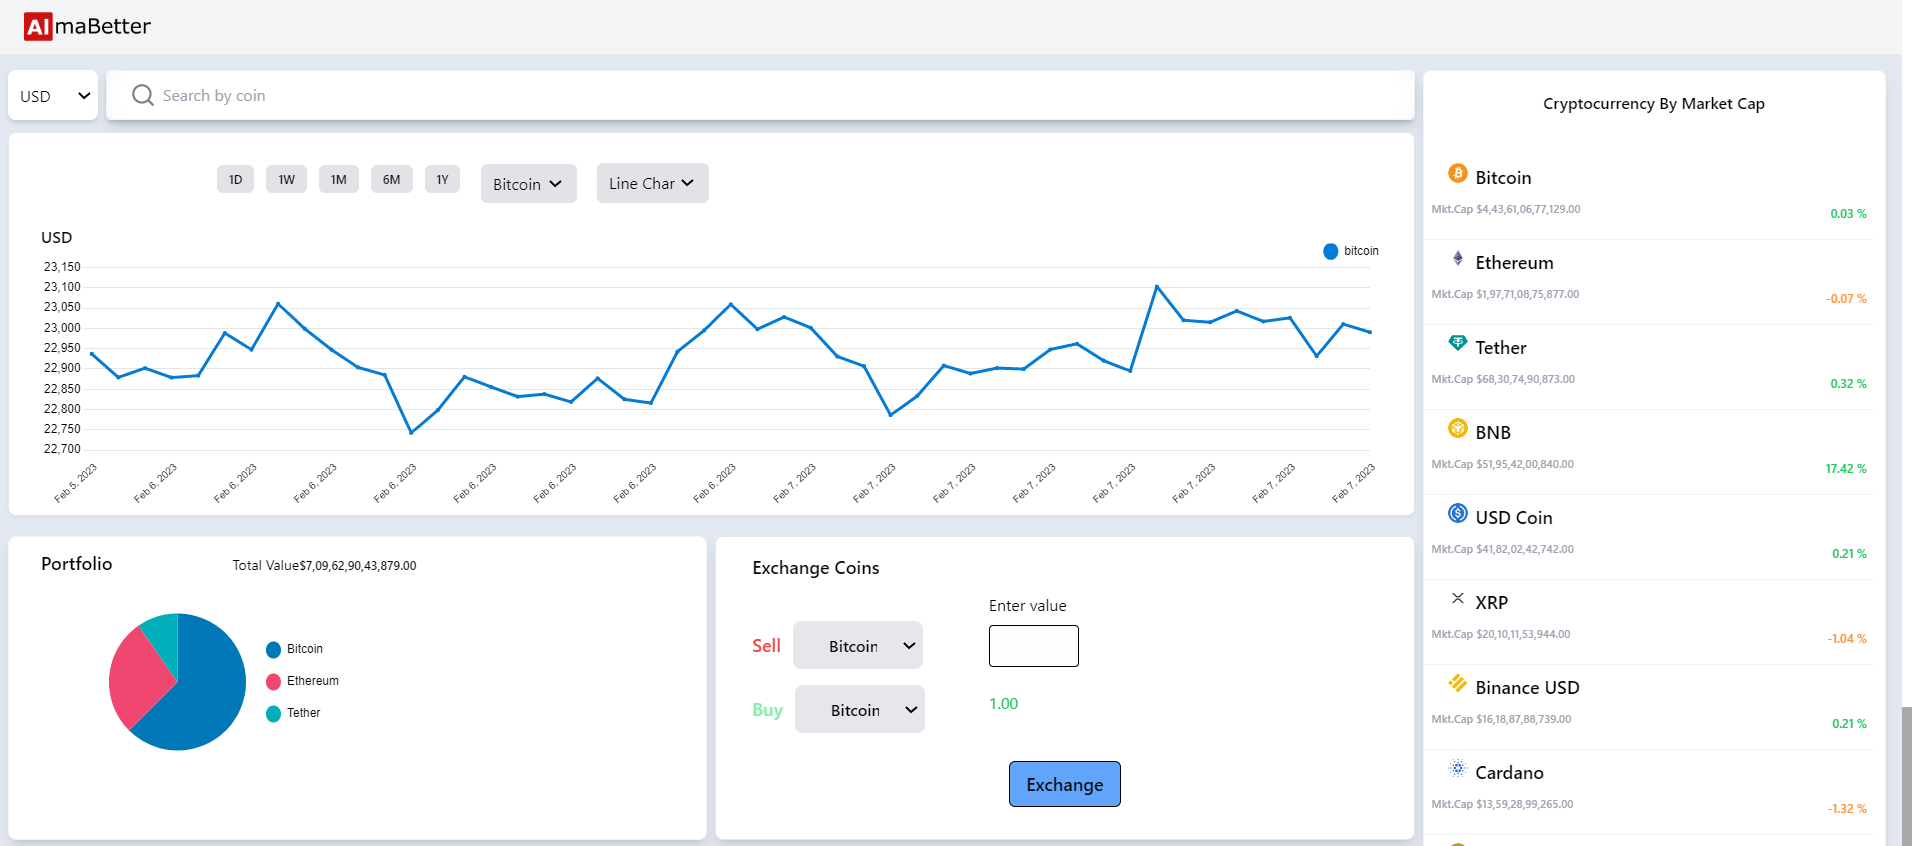 AlmaBetter
USD
Search by coin
1D 1W 1M 6M 1Y Bitcoin Line Char
USD
bitcoin
23,150
23,100
23,050
23,000
22,950
22,900
22,850
22,800
22,750
22,700
Feb 5, 2023 Feb 6, 2023 Feb 6, 2023 Feb 6, 2023 Feb 6, 2023 Feb 6, 2023 Feb 6, 2023 Feb 6, 2023 Feb 6, 2023 Feb 7, 2023 Feb 7, 2023 Feb 7, 2023 Feb 7, 2023 Feb 7, 2023 Feb 7, 2023 Feb 7, 2023 Feb 7, 2023
Portfolio Total Value$7,09,62,90,43,879.00
Bitcoin
Ethereum
Tether
Exchange Coins
Enter value
Sell Bitcoin
Buy Bitcoin 1.00
Exchange
Cryptocurrency By Market Cap
Bitcoin
Mkt.Cap $4,43,61,06,77,129.00 0.03 %
Ethereum
Mkt.Cap $1,97,71,08,75,877.00 -0.07 %
Tether
Mkt.Cap $68,30,74,90,873.00 0.32 %
BNB
Mkt.Cap $51,95,42,00,840.00 17.42 %
USD Coin
Mkt.Cap $41,82,02,42,742.00 0.21 %
XRP
Mkt.Cap $20,10,11,53,944.00 -1.04 %
Binance USD
Mkt.Cap $16,18,87,88,739.00 0.21 %
Cardano
Mkt.Cap $13,59,28,99,265.00 -1.32 %